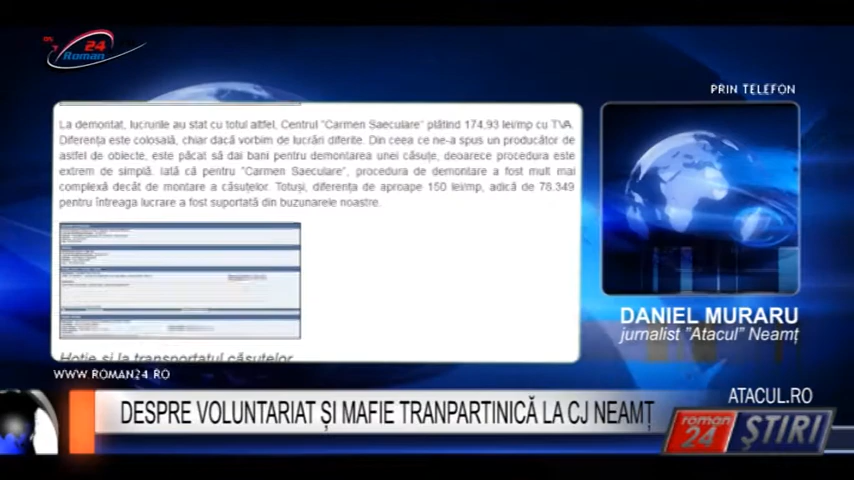 24
Roman
PRIN TELEFON
La demontat, lucrurile au stat cu totul altfel, Centrul "Carmen Saeculare" plătind 174,93 lei/mp cu TVA.
Diferența este colosală, chiar dacă vorbim de lucrări diferite. Din ceea ce ne-a spus un producător de
astfel de obiecte, este păcat să dai bani pentru demontarea unei căsuțe, deoarece procedura este
extrem de simplă. Iată că pentru "Carmen Saeculare", procedura de demontare a fost mult mai
complexă decât de montare a căsuțelor. Totuși, diferența de aproape 150 lei/mp, adică de 78.349
pentru întreaga lucrare a fost suportată din buzunarele noastre.
Hoție și la transportatul căsuțelor
DANIEL MURARU
jurnalist "Atacul" Neamț
WWW.ROMAN24.RO
ATACUL.RO
DESPRE VOLUNTARIAT ȘI MAFIE TRANPARTINICĂ LA CJ NEAMȚ
roman
24
ȘTIRI